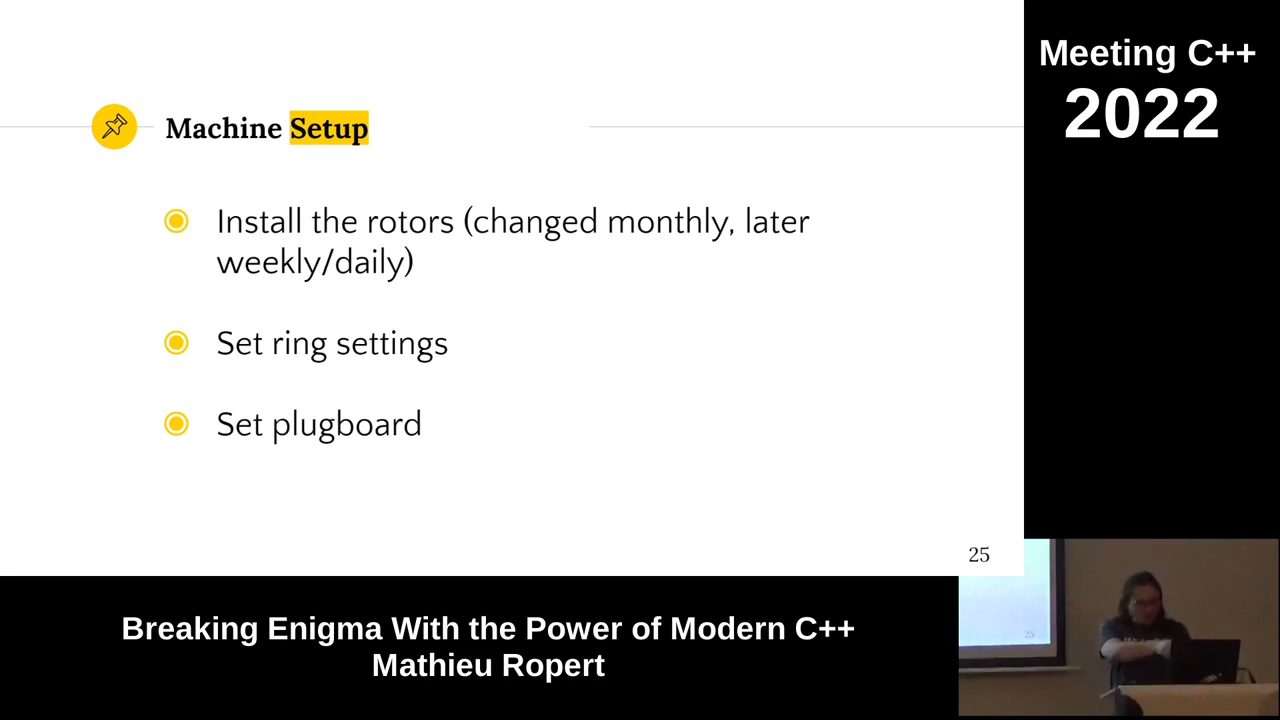 Meeting C++
2022
Machine Setup
Install the rotors (changed monthly, later
weekly/daily)
Set ring settings
Set plugboard
25
25
Breaking Enigma With the Power of Modern C++
Mathieu Ropert